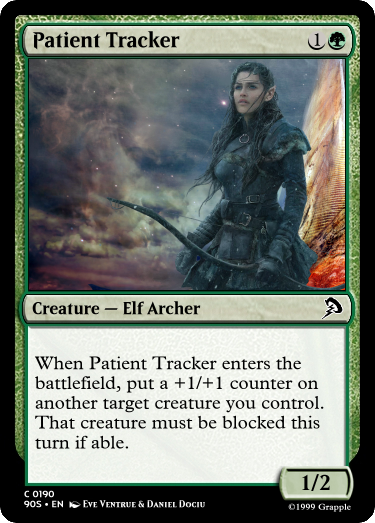 Patient Tracker 1
Creature — Elf Archer
When Patient Tracker enters the
battlefield, put a +1/+1 counter on
another target creature you control.
That creature must be blocked this
turn if able.
1/2
C 0190
90S • EN Eve Ventrue & Daniel Dociu
©1999 Grapple